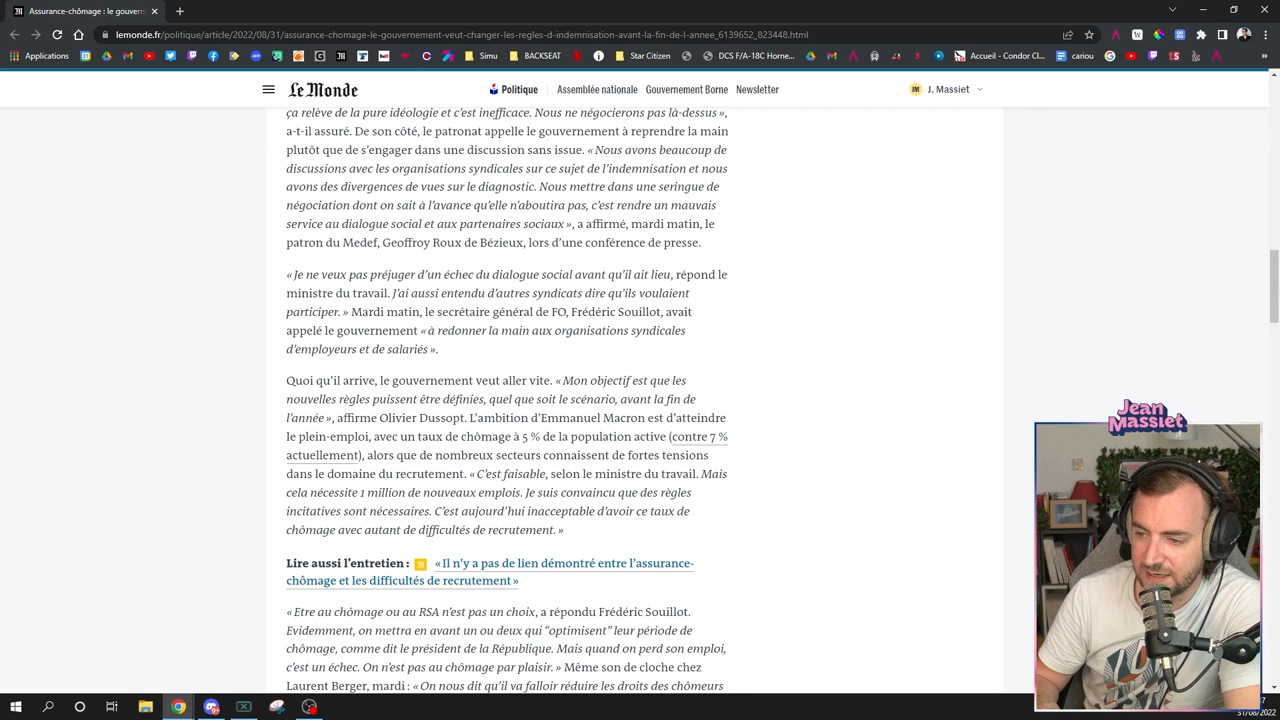 Assurance-chômage : le gouvern
lemonde.fr/politique/article/2022/08/31/assurance-chomage-le-gouvernement-veut-changer-les-regles-d-indemnisation-avant-la-fin-de-l-annee_6139652_823448.html
Applications
Simu
BACKSEAT
Star Citizen
DCS F/A-18C Horne...
Accueil - Condor Cl...
cariou
»
Le Monde
Politique
Assemblée nationale
Gouvernement Borne
Newsletter
JM
J. Massiet
ça relève de la pure idéologie et c’est inefficace. Nous ne négocierons pas là-dessus »,
a-t-il assuré. De son côté, le patronat appelle le gouvernement à reprendre la main
plutôt que de s’engager dans une discussion sans issue. « Nous avons beaucoup de
discussions avec les organisations syndicales sur ce sujet de l’indemnisation et nous
avons des divergences de vues sur le diagnostic. Nous mettre dans une seringue de
négociation dont on sait à l’avance qu’elle n’aboutira pas, c’est rendre un mauvais
service au dialogue social et aux partenaires sociaux », a affirmé, mardi matin, le
patron du Medef, Geoffroy Roux de Bézieux, lors d’une conférence de presse.
« Je ne veux pas préjuger d’un échec du dialogue social avant qu’il ait lieu, répond le
ministre du travail. J’ai aussi entendu d’autres syndicats dire qu’ils voulaient
participer. » Mardi matin, le secrétaire général de FO, Frédéric Souillot, avait
appelé le gouvernement « à redonner la main aux organisations syndicales
d’employeurs et de salariés ».
Quoi qu’il arrive, le gouvernement veut aller vite. « Mon objectif est que les
nouvelles règles puissent être définies, quel que soit le scénario, avant la fin de
l’année », affirme Olivier Dussopt. L’ambition d’Emmanuel Macron est d’atteindre
le plein-emploi, avec un taux de chômage à 5 % de la population active (contre 7 %
actuellement), alors que de nombreux secteurs connaissent de fortes tensions
dans le domaine du recrutement. « C’est faisable, selon le ministre du travail. Mais
cela nécessite 1 million de nouveaux emplois. Je suis convaincu que des règles
incitatives sont nécessaires. C’est aujourd’hui inacceptable d’avoir ce taux de
chômage avec autant de difficultés de recrutement. »
Lire aussi l’entretien : « Il n’y a pas de lien démontré entre l’assurance-
chômage et les difficultés de recrutement »
« Etre au chômage ou au RSA n’est pas un choix, a répondu Frédéric Souillot.
Evidemment, on mettra en avant un ou deux qui “optimisent” leur période de
chômage, comme dit le président de la République. Mais quand on perd son emploi,
c’est un échec. On n’est pas au chômage par plaisir. » Même son de cloche chez
Laurent Berger, mardi : « On nous dit qu’il va falloir réduire les droits des chômeurs
Jean
Massiet
31/08/2022